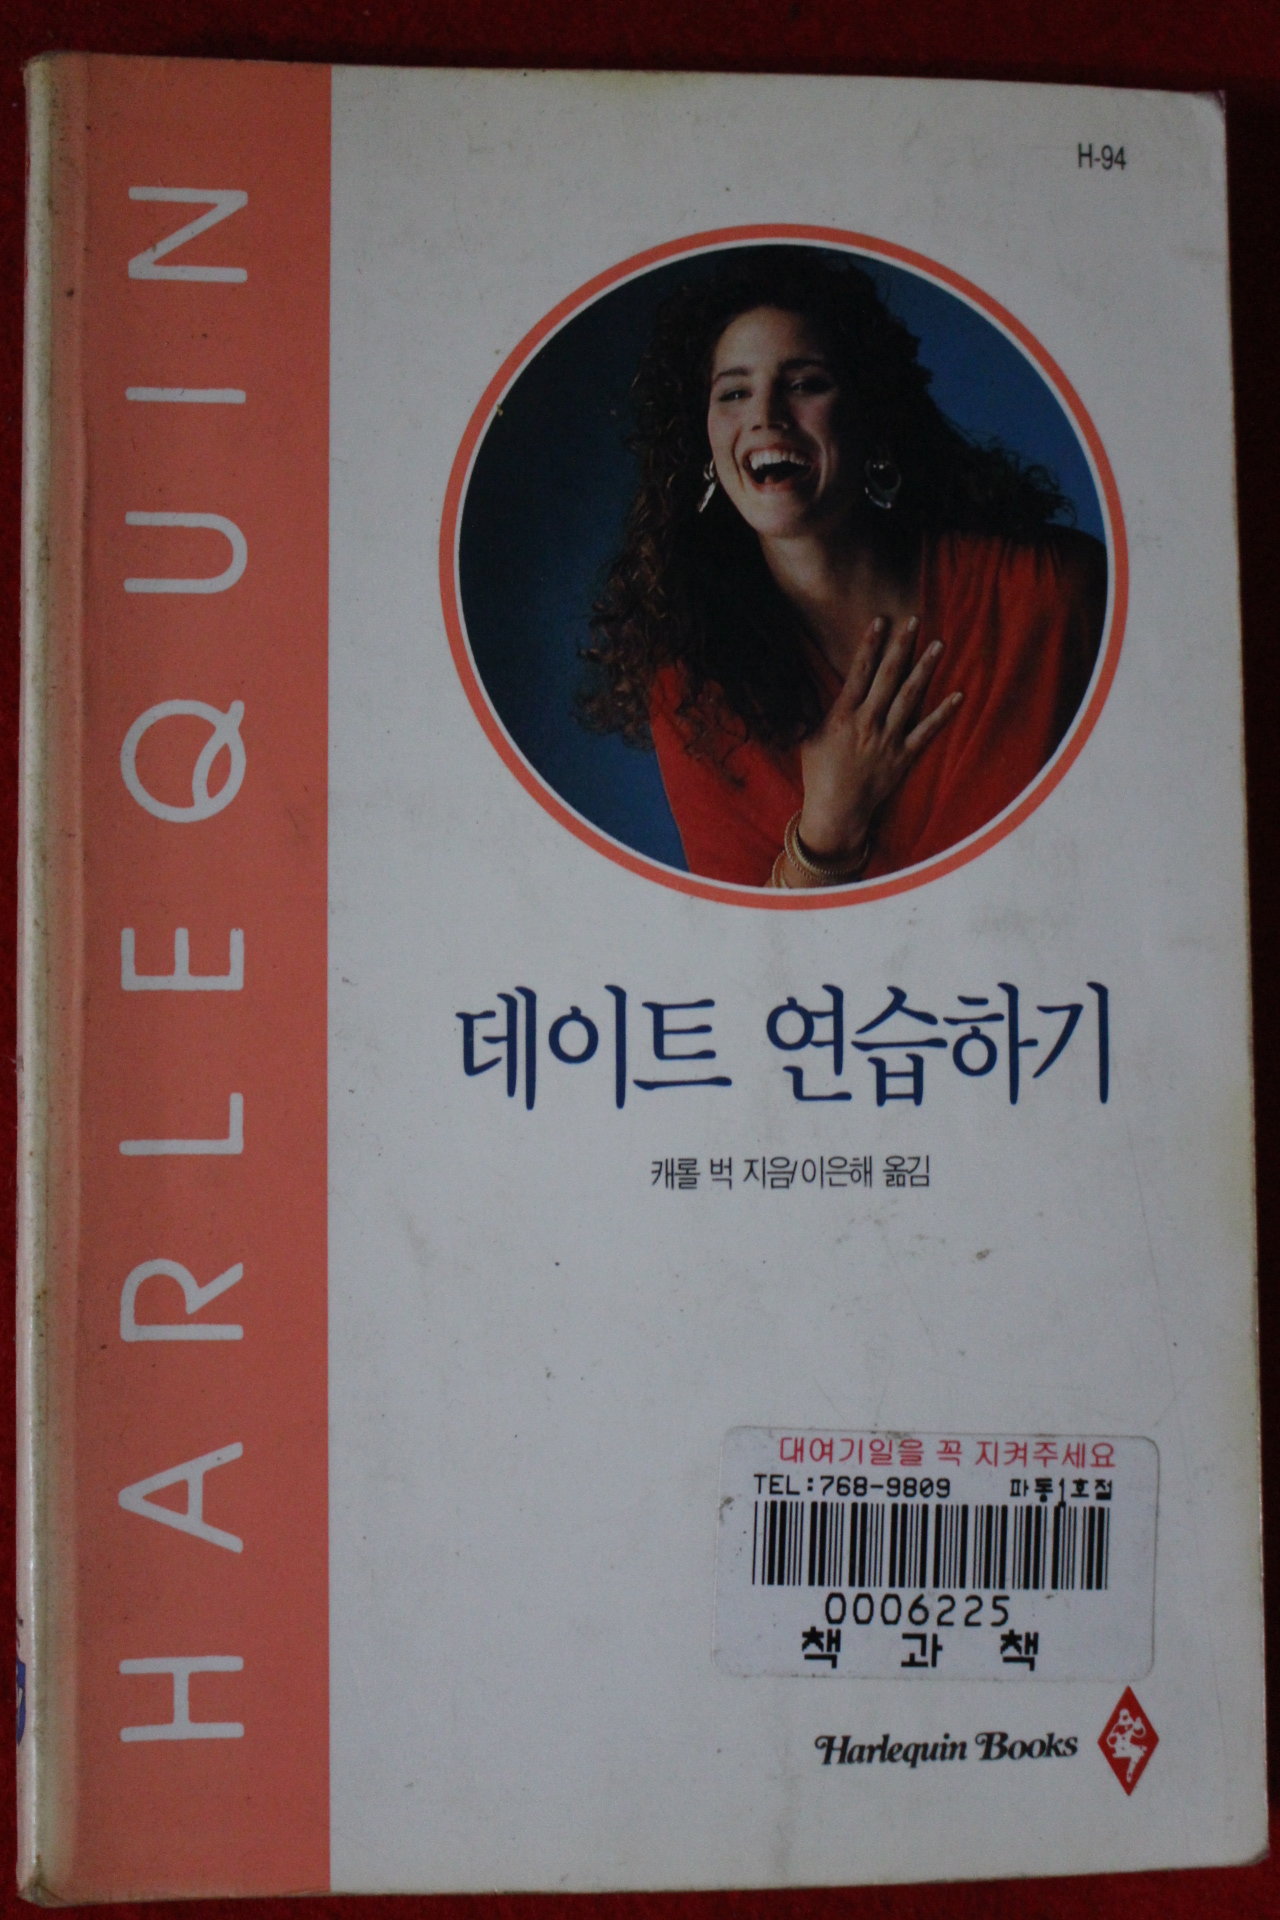 H-94
HARLEQUIN
데이트 연습하기
캐롤 벅 지음/이은해 옮김
대여기일을 꼭 지켜주세요
TEL:768-9809 파동1호점
0006225
책 과 책
Harlequin Books